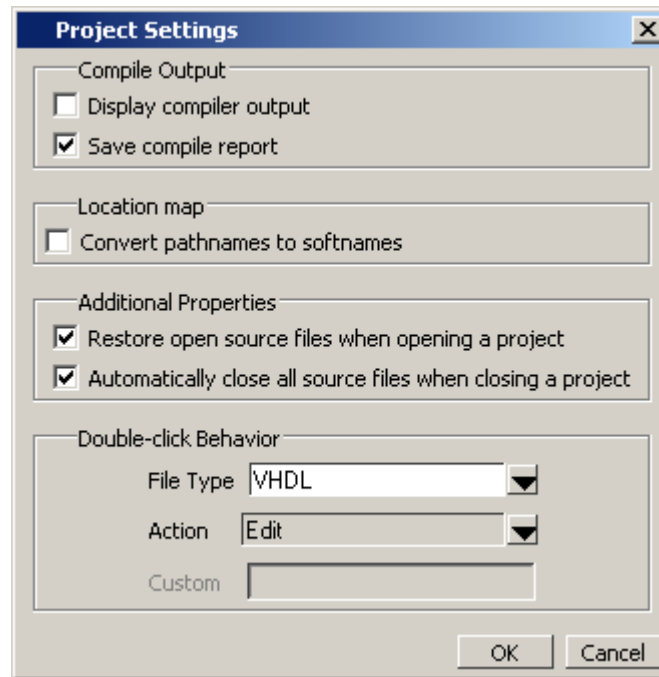 Project Settings
Compile Output
Display compiler output
Save compile report
Location map
Convert pathnames to softnames
Additional Properties
Restore open source files when opening a project
Automatically close all source files when closing a project
Double-click Behavior
File Type VHDL
Action Edit
Custom
OK Cancel